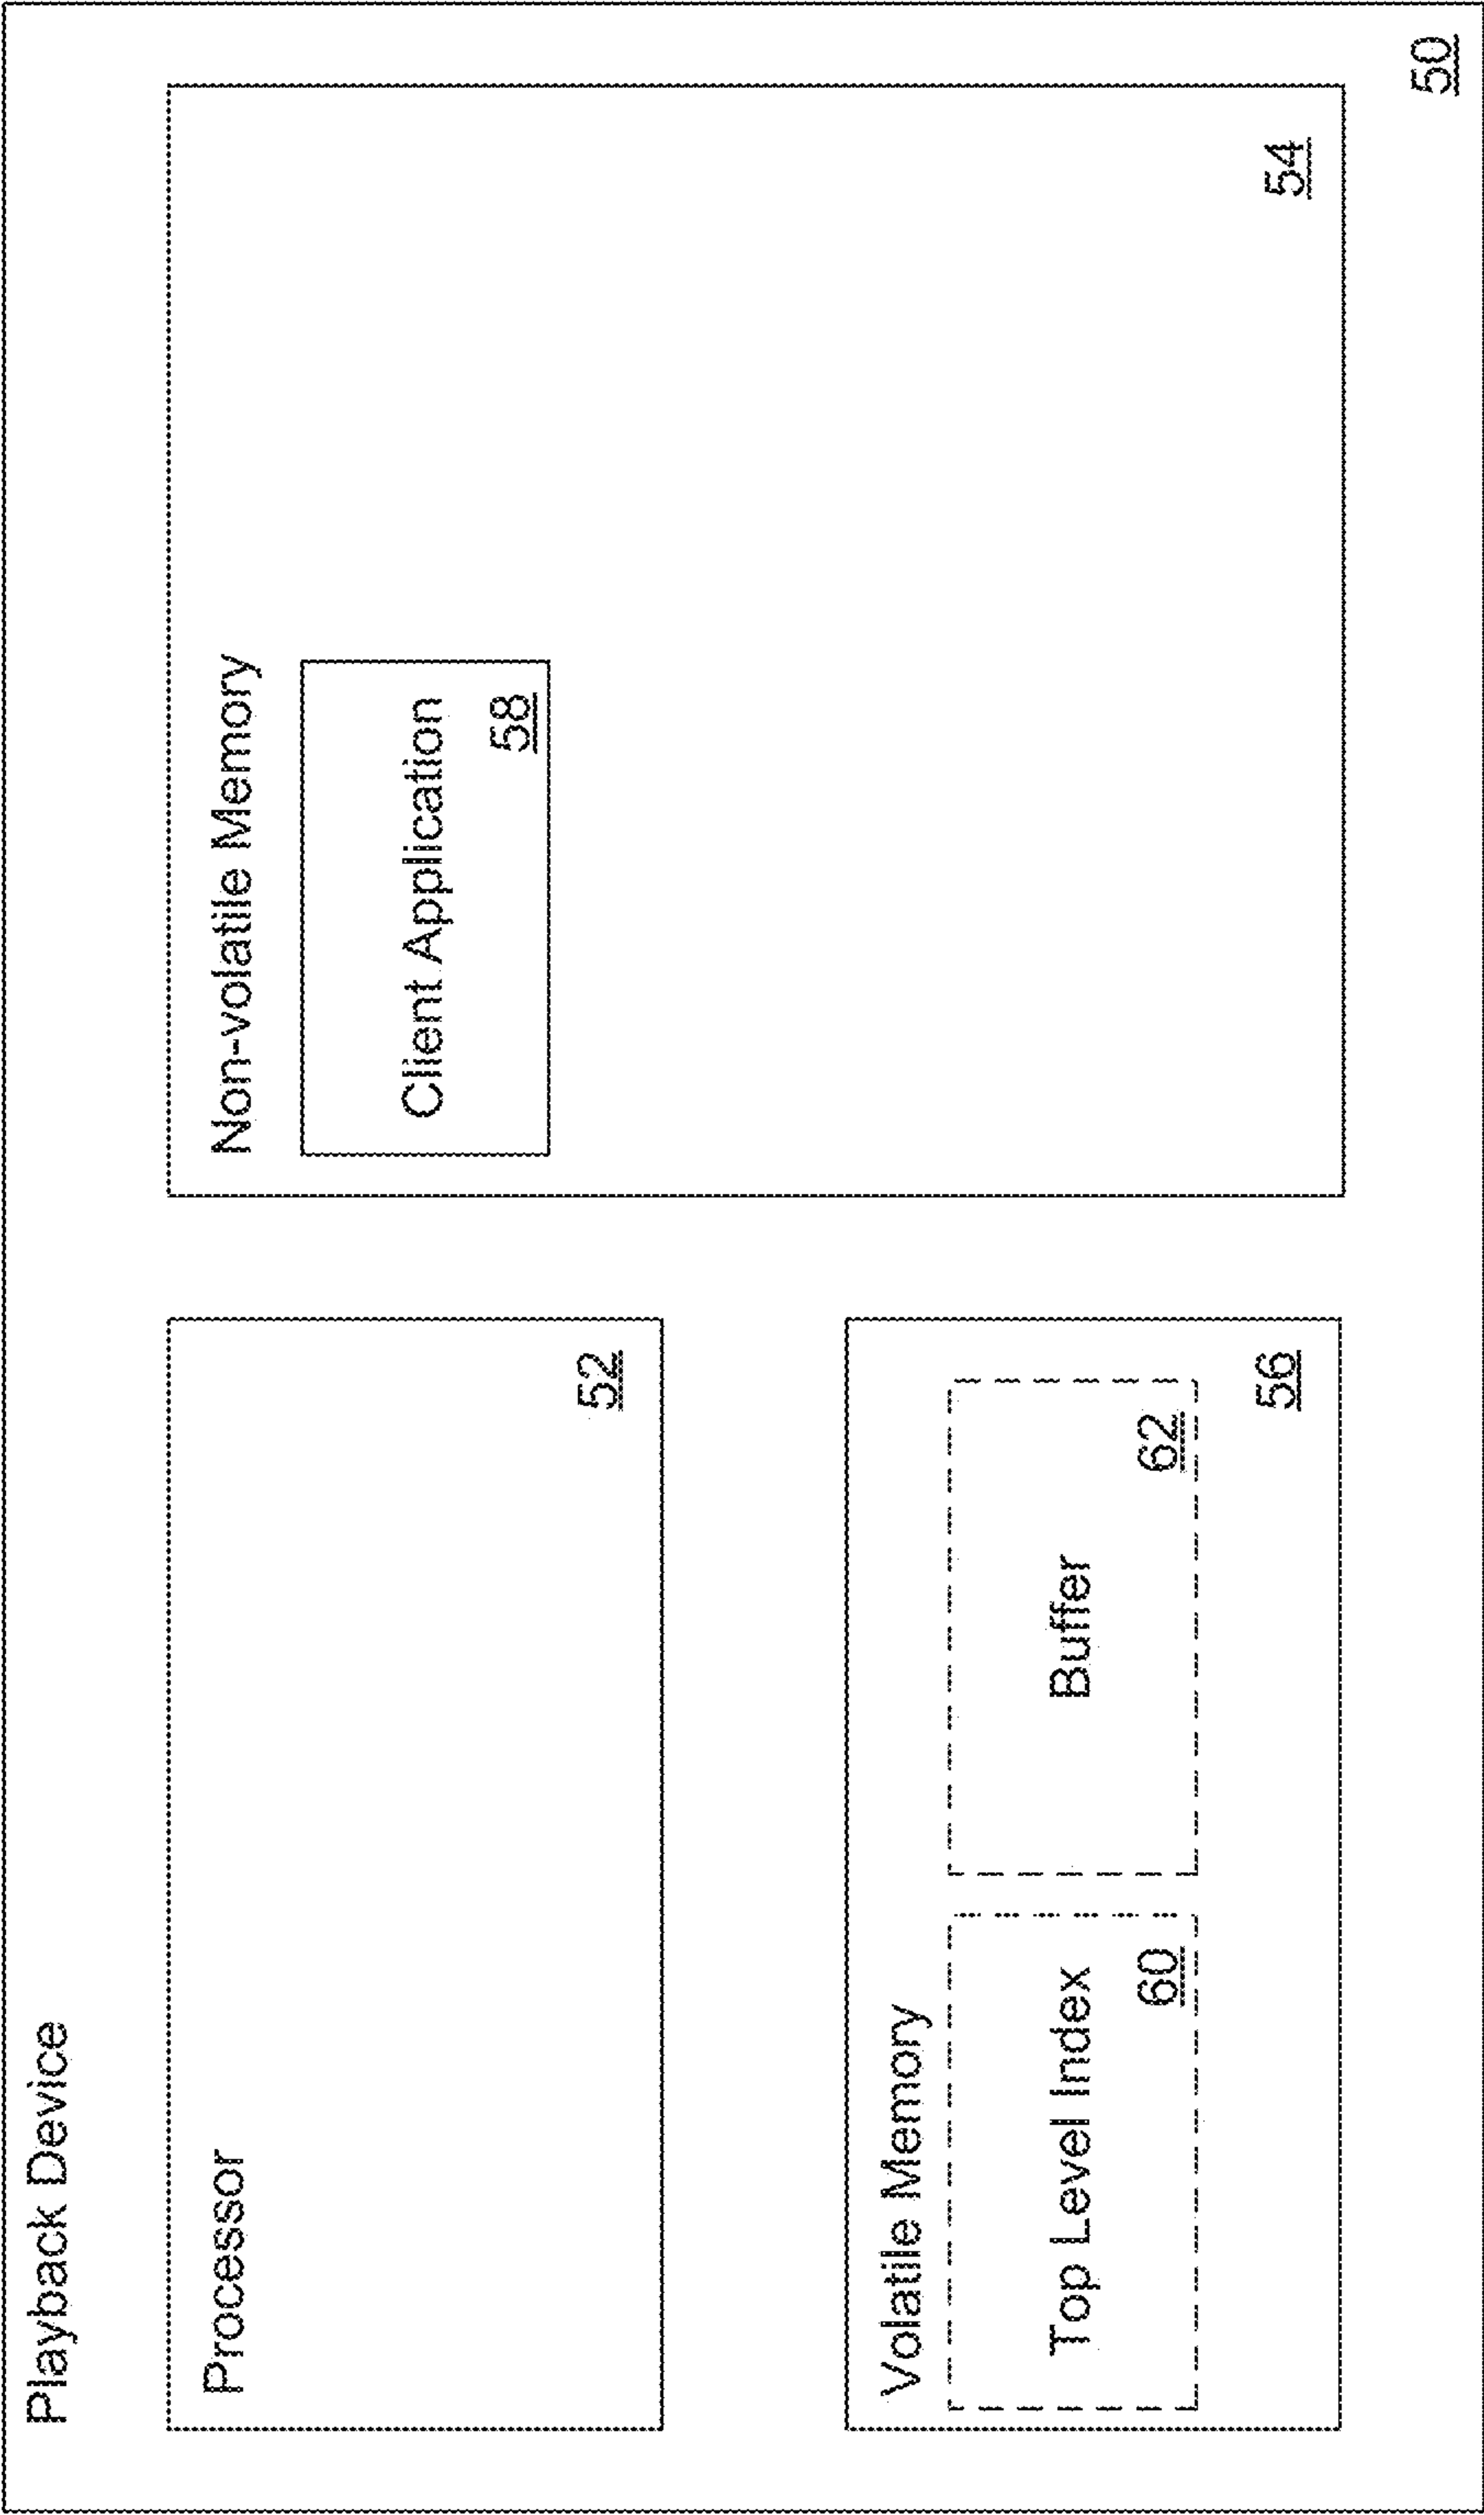 Playback Device
Processor
52
Non-volatile Memory
Client Application
58
54
Volatile Memory
Top Level Index
60
Buffer
62
56
50